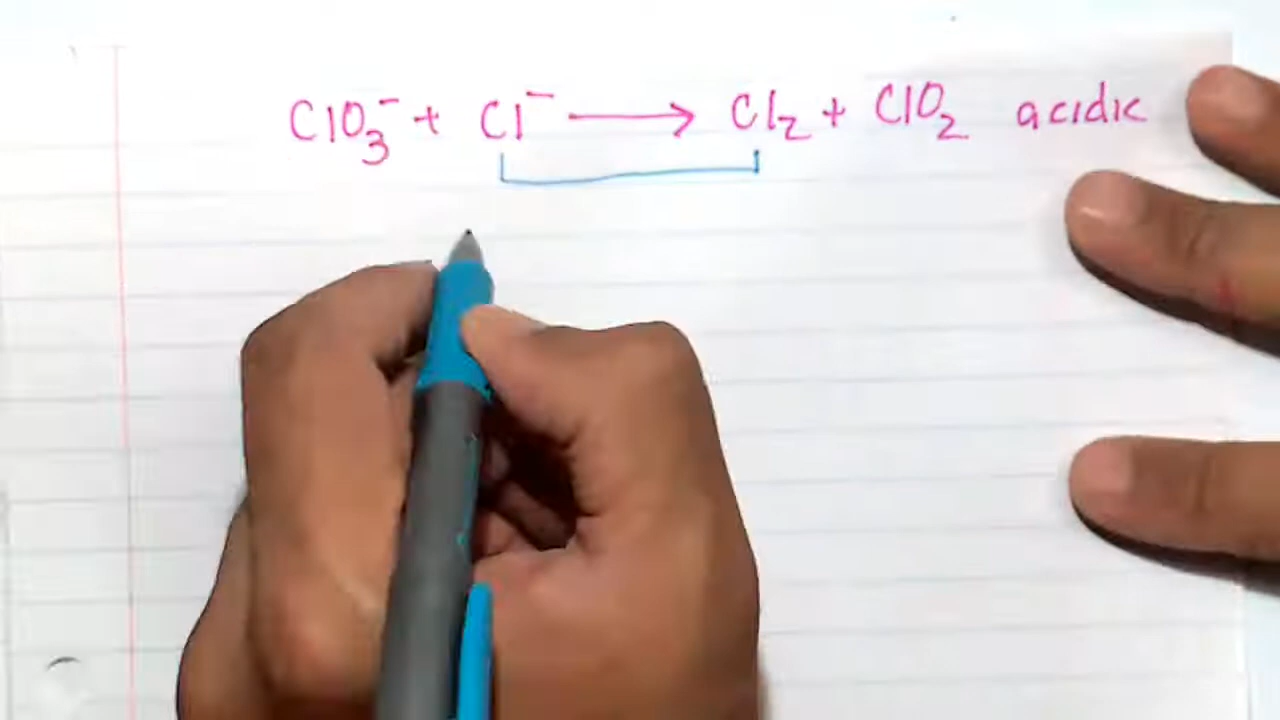 ClO₃⁻ + Cl⁻ ⟶ Cl₂ + ClO₂ acidic